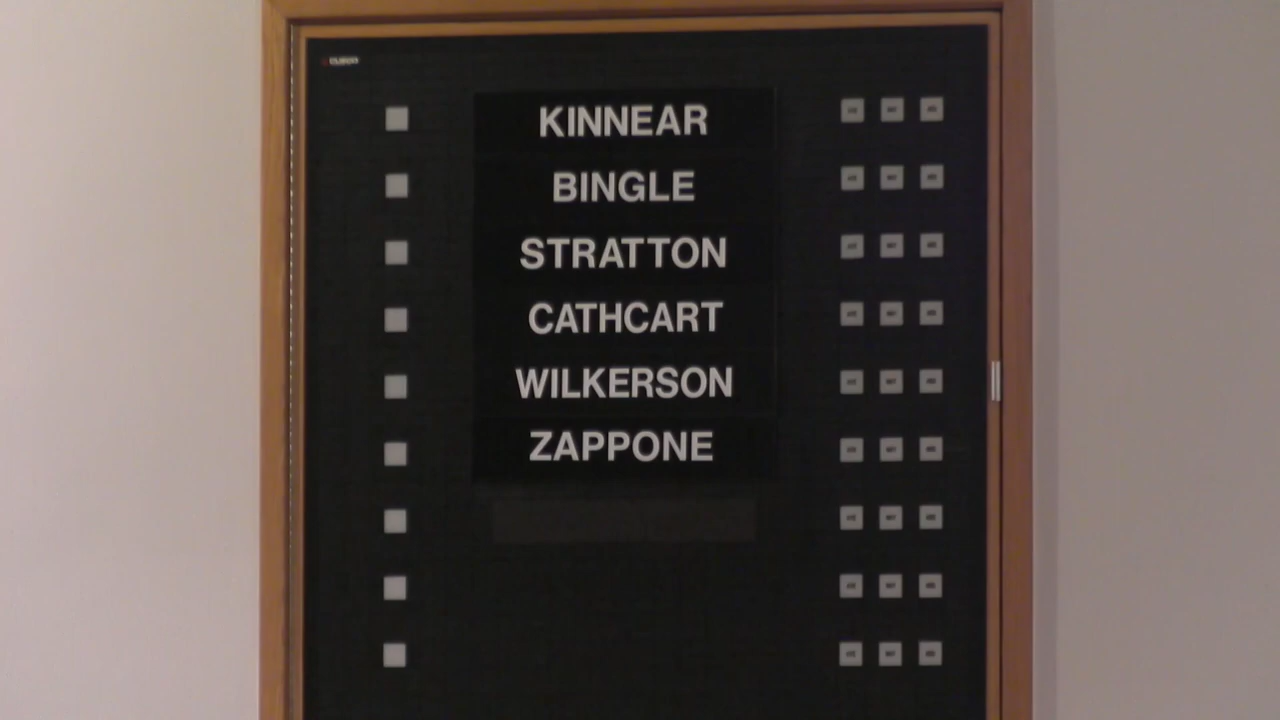 KINNEAR
BINGLE
STRATTON
CATHCART
WILKERSON
ZAPPONE